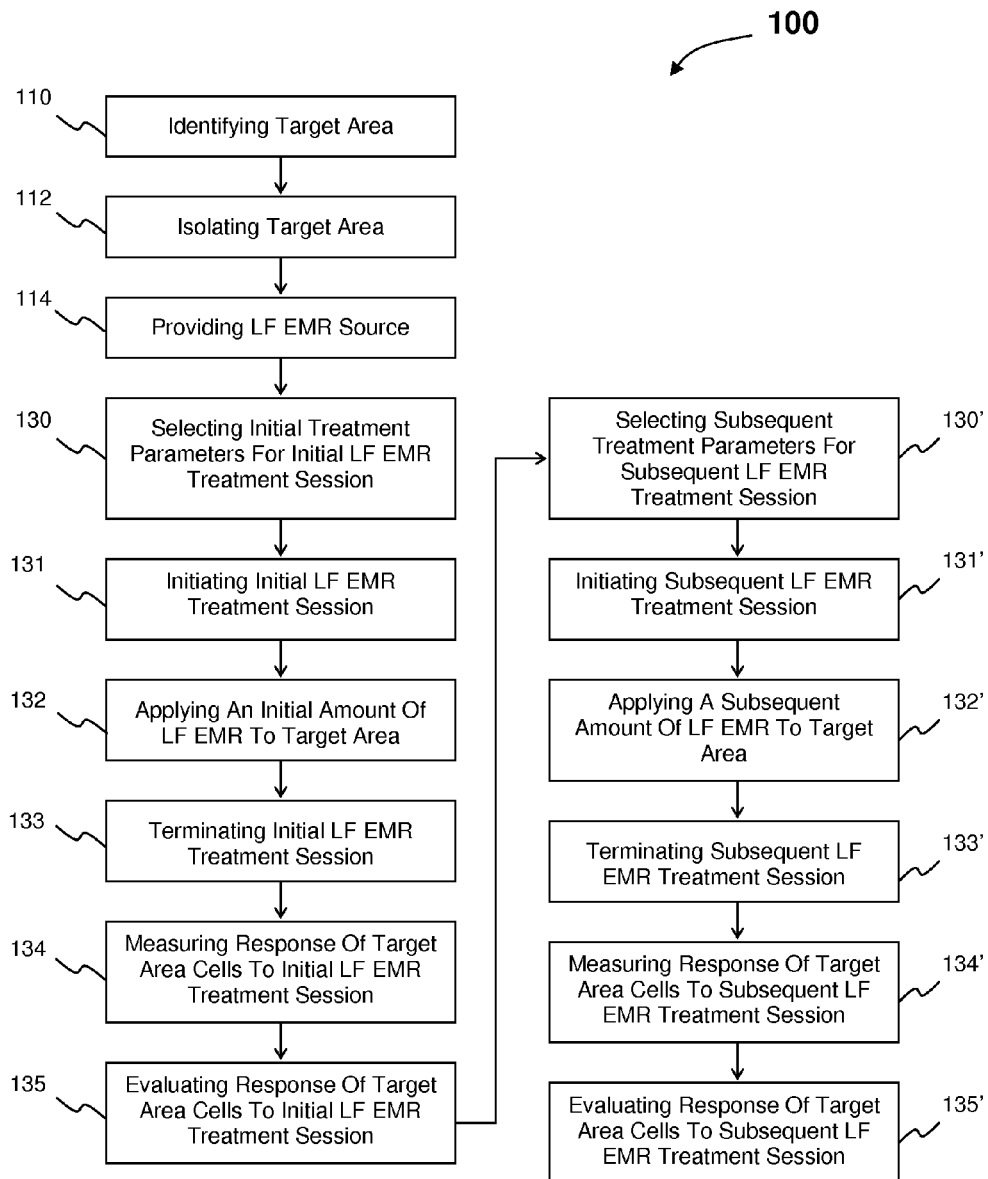 100
110
Identifying Target Area
112
Isolating Target Area
114
Providing LF EMR Source
130
Selecting Initial Treatment
Parameters For Initial LF EMR
Treatment Session
131
Initiating Initial LF EMR
Treatment Session
132
Applying An Initial Amount Of
LF EMR To Target Area
133
Terminating Initial LF EMR
Treatment Session
134
Measuring Response Of Target
Area Cells To Initial LF EMR
Treatment Session
135
Evaluating Response Of Target
Area Cells To Initial LF EMR
Treatment Session
Selecting Subsequent
Treatment Parameters For
Subsequent LF EMR
Treatment Session
130'
Initiating Subsequent LF EMR
Treatment Session
131'
Applying A Subsequent
Amount Of LF EMR To Target
Area
132'
Terminating Subsequent LF
EMR Treatment Session
133'
Measuring Response Of Target
Area Cells To Subsequent LF
EMR Treatment Session
134'
Evaluating Response Of Target
Area Cells To Subsequent LF
EMR Treatment Session
135'